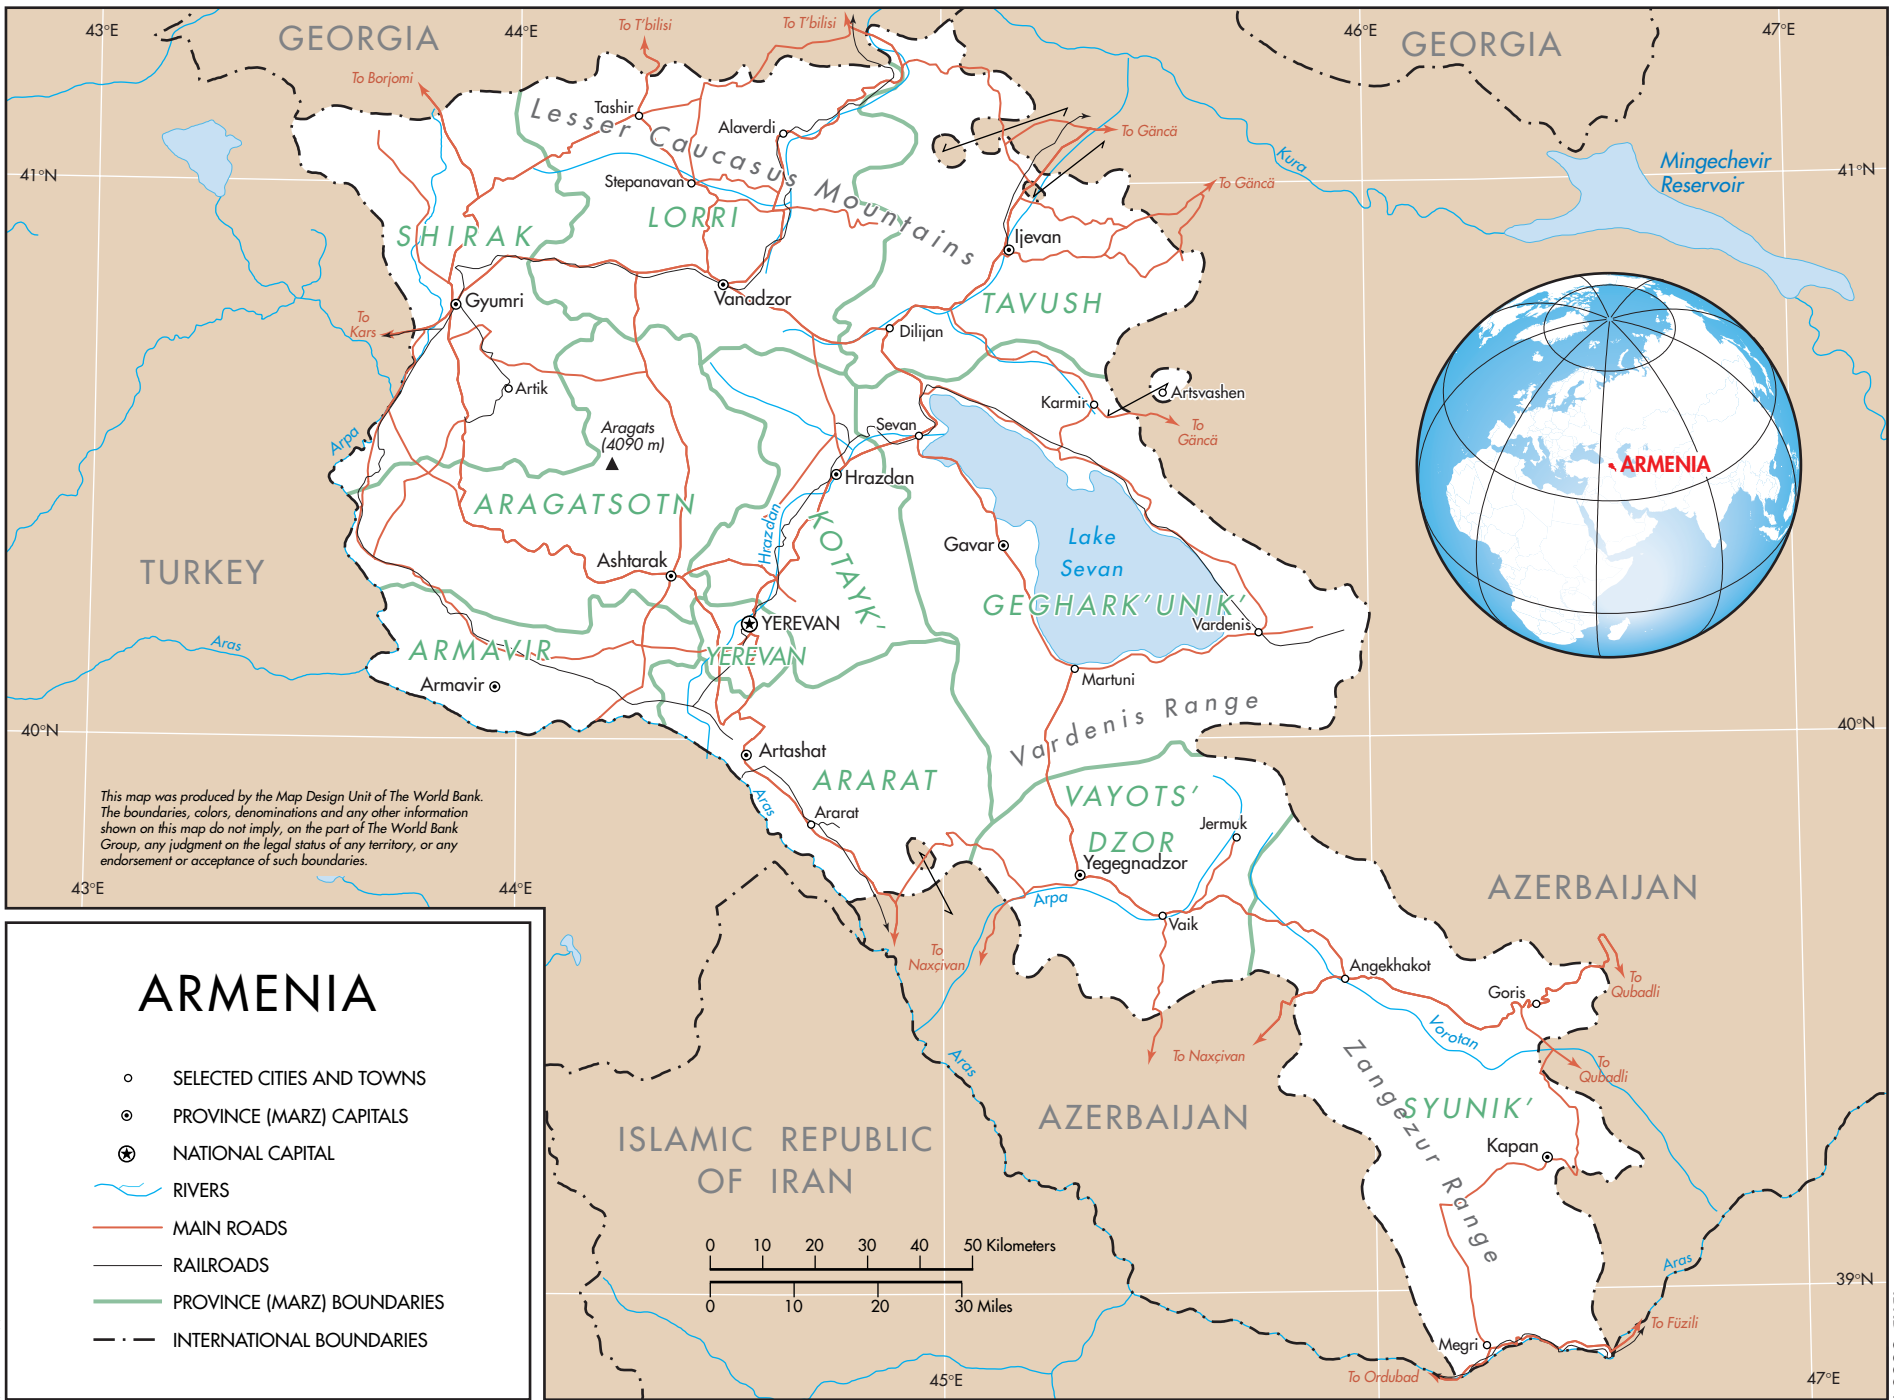 43°E
GEORGIA
44°E
To T'bilisi
To T'bilisi
46°E
GEORGIA
47°E
To Borjomi
Tashir
Lesser Caucasus Mountains
Alaverdi
To Gäncä
Kura
Mingechevir
Reservoir
41°N
41°N
Stepanavan
To Gäncä
SHIRAK
LORRI
Ijevan
Gyumri
Vanadzor
TAVUSH
To
Kars
Dilijan
Artik
Karmir
Artsvashen
Arpa
Aragats
(4090 m)
Sevan
To
Gäncä
ARMENIA
Hrazdan
ARAGATSOTN
Hrazdan
KOTAYK'
Lake
Sevan
Gavar
TURKEY
Ashtarak
GEGHARK'UNIK'
Vardenis
YEREVAN
Aras
ARMAVIR
YEREVAN
Armavir
Martuni
Vardenis Range
40°N
40°N
Artashat
ARARAT
Aras
Ararat
VAYOTS'
DZOR
Jermuk
Yegegnadzor
This map was produced by the Map Design Unit of The World Bank.
The boundaries, colors, denominations and any other information
shown on this map do not imply, on the part of The World Bank
Group, any judgment on the legal status of any territory, or any
endorsement or acceptance of such boundaries.
43°E
44°E
AZERBAIJAN
Arpa
Vaik
To
Naxçivan
Angekhakot
Goris
To
Qubadli
Vorotan
To Naxçivan
Aras
To
Qubadli
Zangezur Range
SYUNIK'
AZERBAIJAN
Kapan
ISLAMIC REPUBLIC
OF IRAN
ARMENIA
SELECTED CITIES AND TOWNS
PROVINCE (MARZ) CAPITALS
NATIONAL CAPITAL
RIVERS
MAIN ROADS
RAILROADS
PROVINCE (MARZ) BOUNDARIES
INTERNATIONAL BOUNDARIES
0 10 20 30 40 50 Kilometers
0 10 20 30 Miles
Aras
39°N
To Füzili
Megri
To Ordubad
45°E
47°E